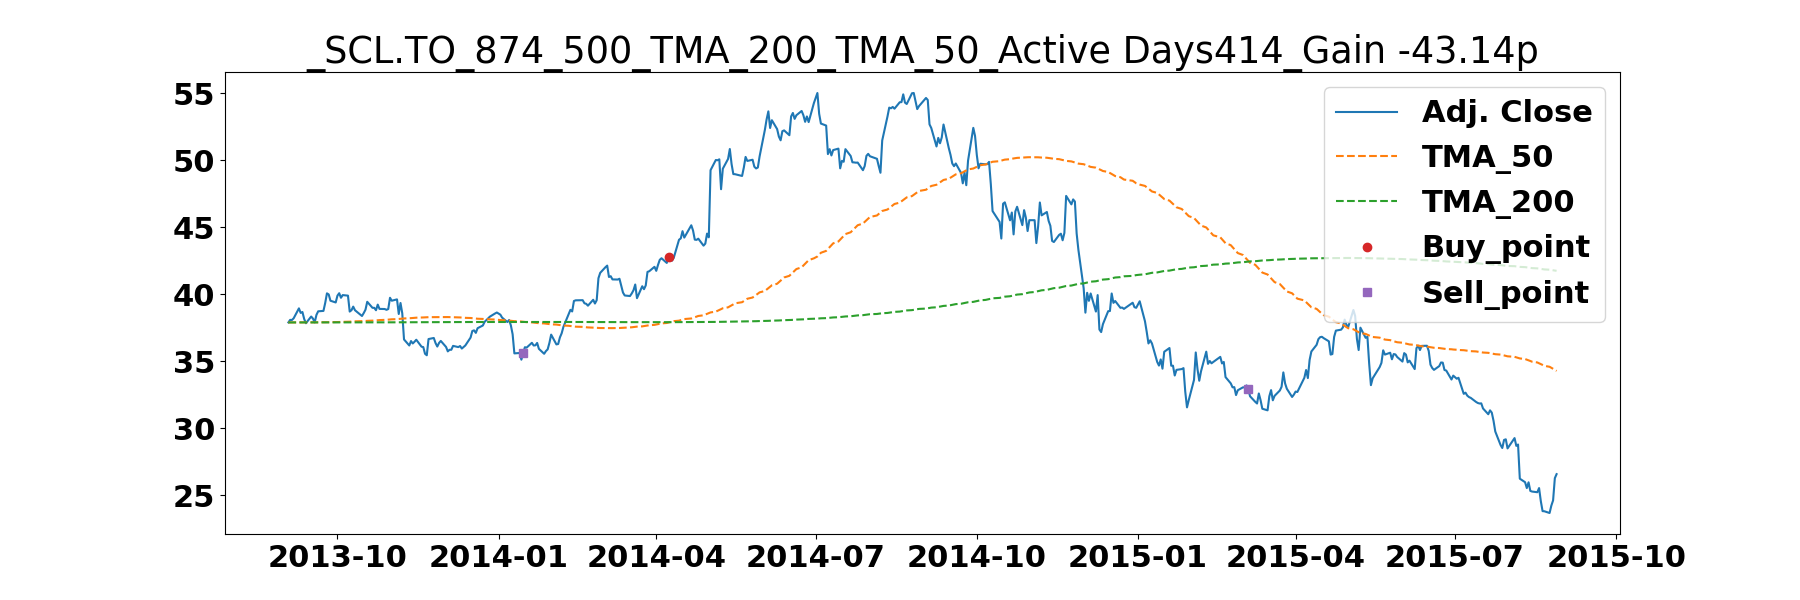 _SCL.TO_874_500_TMA_200_TMA_50_Active Days414_Gain -43.14p
55
50
45
40
35
30
25
Adj. Close
TMA_50
TMA_200
Buy_point
Sell_point
2013-10 2014-01 2014-04 2014-07 2014-10 2015-01 2015-04 2015-07 2015-10